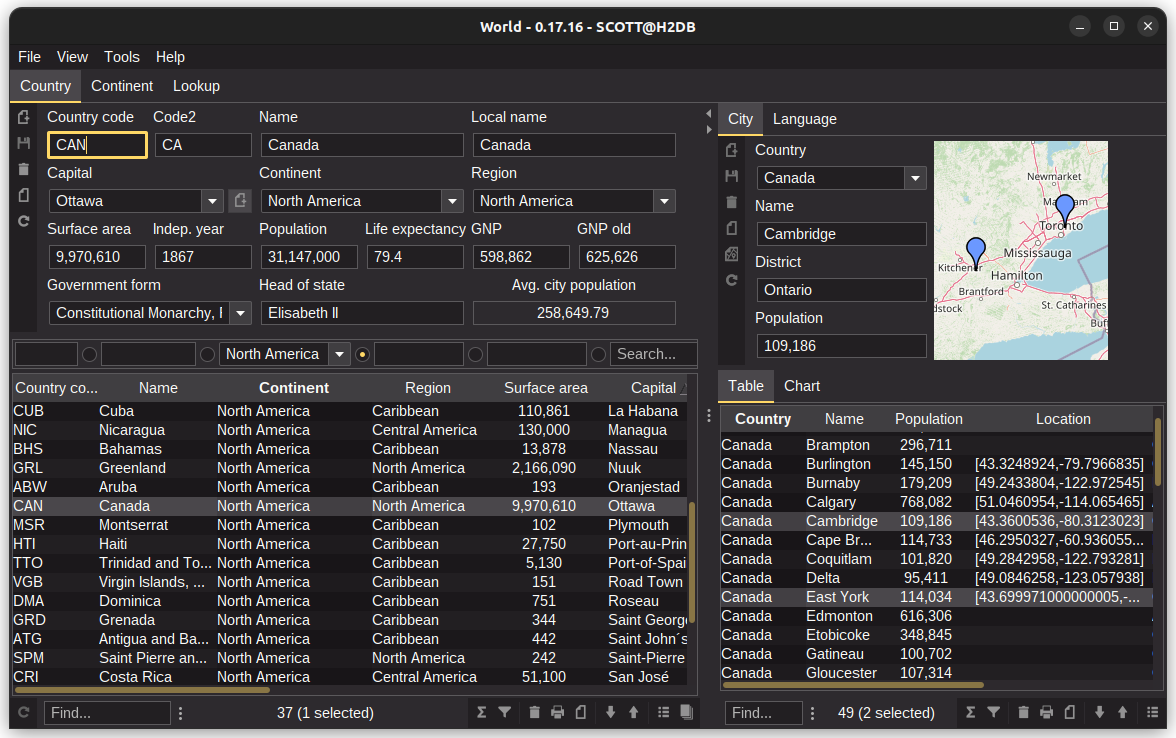 World - 0.17.16 - SCOTT@H2DB
File View Tools Help
Country Continent Lookup
Country code Code2 Name Local name
CAN CA Canada Canada
Capital Continent Region
Ottawa North America North America
Surface area Indep. year Population Life expectancy GNP GNP old
9,970,610 1867 31,147,000 79.4 598,862 625,626
Government form Head of state Avg. city population
Constitutional Monarchy, F Elisabeth II 258,649.79
North America Search...
Country co... Name Continent Region Surface area Capital
CUB Cuba North America Caribbean 110,861 La Habana
NIC Nicaragua North America Central America 130,000 Managua
BHS Bahamas North America Caribbean 13,878 Nassau
GRL Greenland North America North America 2,166,090 Nuuk
ABW Aruba North America Caribbean 193 Oranjestad
CAN Canada North America North America 9,970,610 Ottawa
MSR Montserrat North America Caribbean 102 Plymouth
HTI Haiti North America Caribbean 27,750 Port-au-Prin
TTO Trinidad and To... North America Caribbean 5,130 Port-of-Spai
VGB Virgin Islands, ... North America Caribbean 151 Road Town
DMA Dominica North America Caribbean 751 Roseau
GRD Grenada North America Caribbean 344 Saint Georg
ATG Antigua and Ba... North America Caribbean 442 Saint John´s
SPM Saint Pierre an... North America North America 242 Saint-Pierre
CRI Costa Rica North America Central America 51,100 San José
Find... 37 (1 selected)
City Language
Country
Canada
Name
Cambridge
District
Ontario
Population
109,186
Newmarket
Toronto
Mississauga
Kitchener
Hamilton
Brantford
St. Catharines
dstock
Buf
Table Chart
Country Name Population Location
Canada Brampton 296,711
Canada Burlington 145,150 [43.3248924,-79.7966835]
Canada Burnaby 179,209 [49.2433804,-122.972545]
Canada Calgary 768,082 [51.0460954,-114.065465]
Canada Cambridge 109,186 [43.3600536,-80.3123023]
Canada Cape Br... 114,733 [46.2950327,-60.936055...
Canada Coquitlam 101,820 [49.2842958,-122.793281]
Canada Delta 95,411 [49.0846258,-123.057938]
Canada East York 114,034 [43.699971000000005,-...
Canada Edmonton 616,306
Canada Etobicoke 348,845
Canada Gatineau 100,702
Canada Gloucester 107,314
Find... 49 (2 selected)